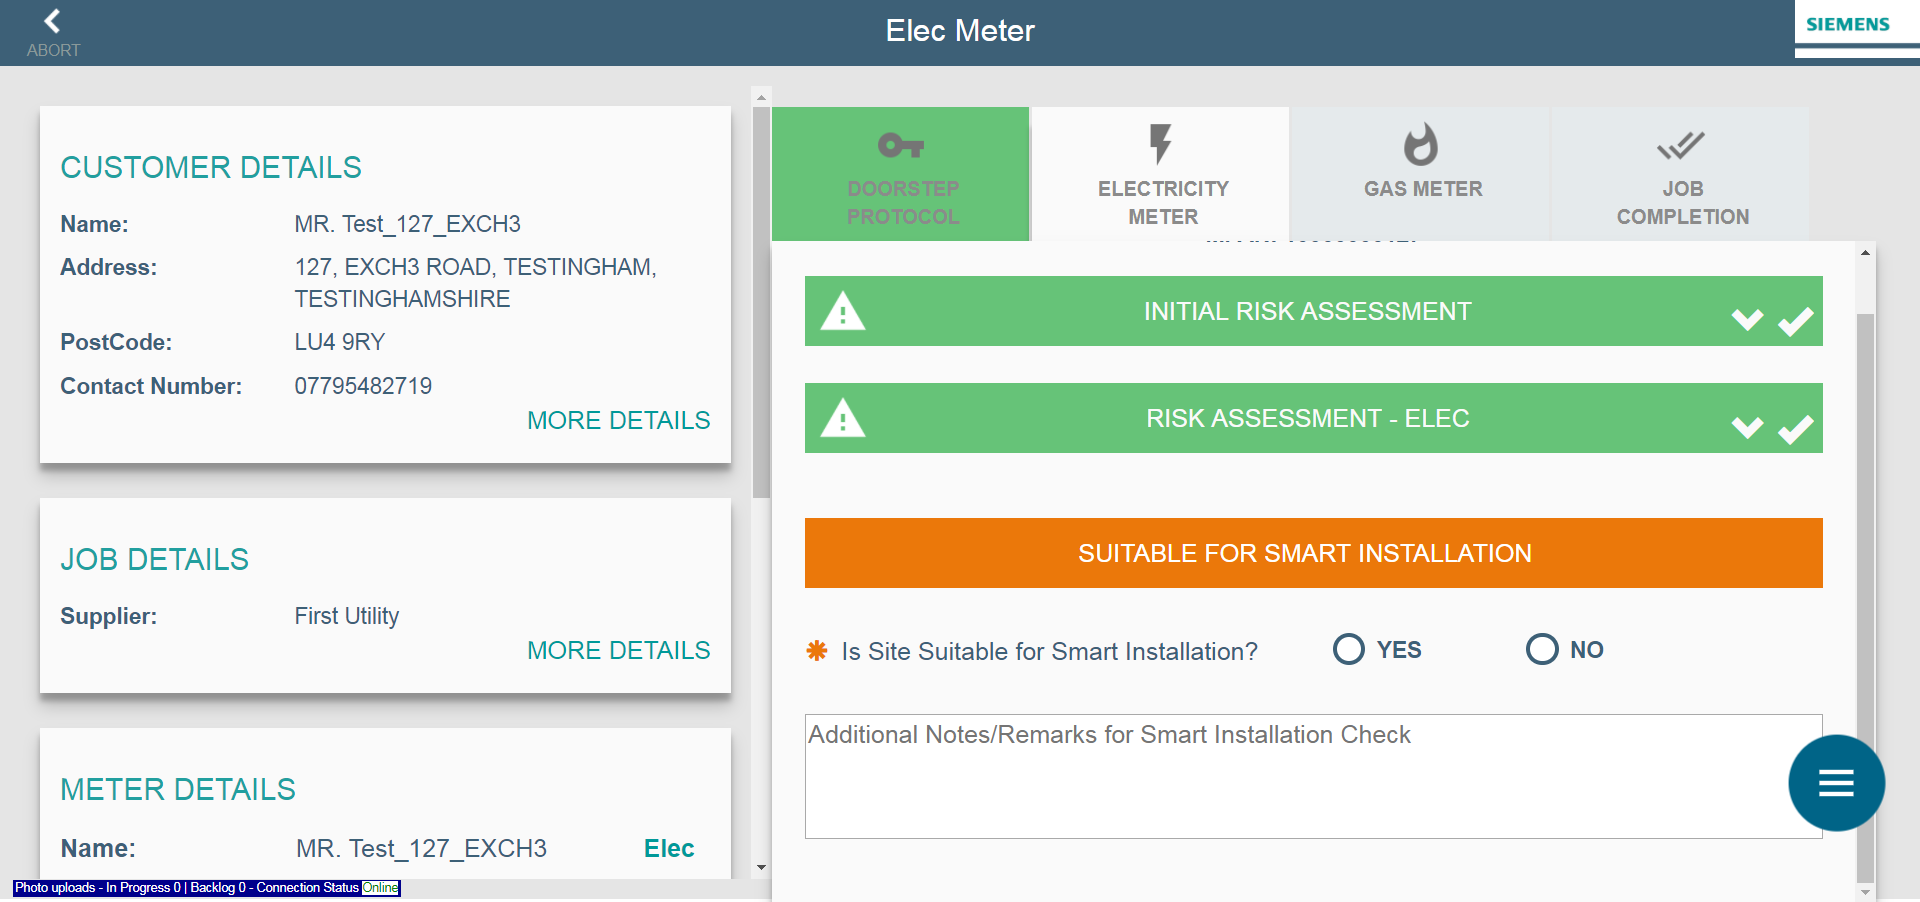 ABORT
Elec Meter
SIEMENS
CUSTOMER DETAILS
Name: MR. Test_127_EXCH3
Address: 127, EXCH3 ROAD, TESTINGHAM,
TESTINGHAMSHIRE
PostCode: LU4 9RY
Contact Number: 07795482719
MORE DETAILS
JOB DETAILS
Supplier: First Utility
MORE DETAILS
METER DETAILS
Name: MR. Test_127_EXCH3 Elec
Photo uploads - In Progress 0 | Backlog 0 - Connection Status Online
DOORSTEP
PROTOCOL
ELECTRICITY
METER
GAS METER
JOB
COMPLETION
INITIAL RISK ASSESSMENT
RISK ASSESSMENT - ELEC
SUITABLE FOR SMART INSTALLATION
✱ Is Site Suitable for Smart Installation? YES NO
Additional Notes/Remarks for Smart Installation Check